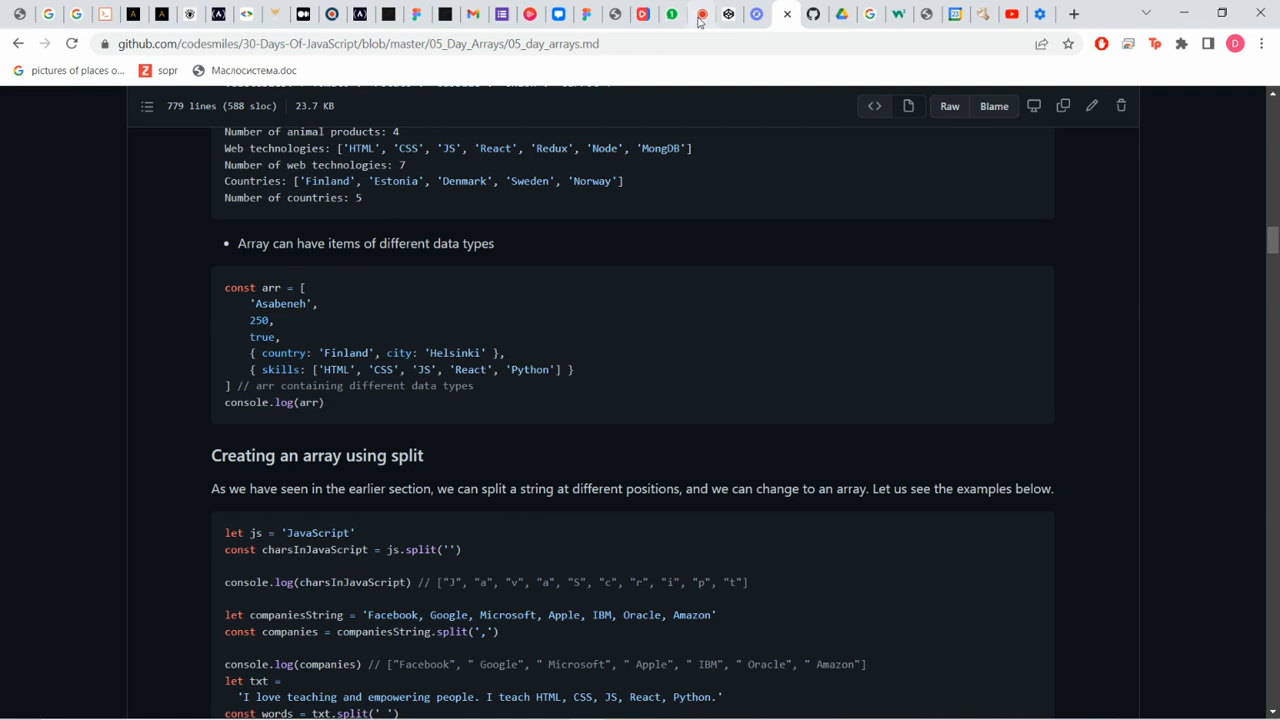 github.com/codesmiles/30-Days-Of-JavaScript/blob/master/05_Day_Arrays/05_day_arrays.md
D
pictures of places o...
sopr
Маслосистема.doc
779 lines (588 sloc)
23.7 KB
Raw
Blame
Number of animal products: 4
Web technologies: ['HTML', 'CSS', 'JS', 'React', 'Redux', 'Node', 'MongDB']
Number of web technologies: 7
Countries: ['Finland', 'Estonia', 'Denmark', 'Sweden', 'Norway']
Number of countries: 5
Array can have items of different data types
const arr = [
'Asabeneh',
250,
true,
{ country: 'Finland', city: 'Helsinki' },
{ skills: ['HTML', 'CSS', 'JS', 'React', 'Python'] }
] // arr containing different data types
console.log(arr)
Creating an array using split
As we have seen in the earlier section, we can split a string at different positions, and we can change to an array. Let us see the examples below.
let js = 'JavaScript'
const charsInJavaScript = js.split('')
console.log(charsInJavaScript) // ["J", "a", "v", "a", "S", "c", "r", "i", "p", "t"]
let companiesString = 'Facebook, Google, Microsoft, Apple, IBM, Oracle, Amazon'
const companies = companiesString.split(',')
console.log(companies) // ["Facebook", " Google", " Microsoft", " Apple", " IBM", " Oracle", " Amazon"]
let txt =
'I love teaching and empowering people. I teach HTML, CSS, JS, React, Python.'
const words = txt.split(' ')